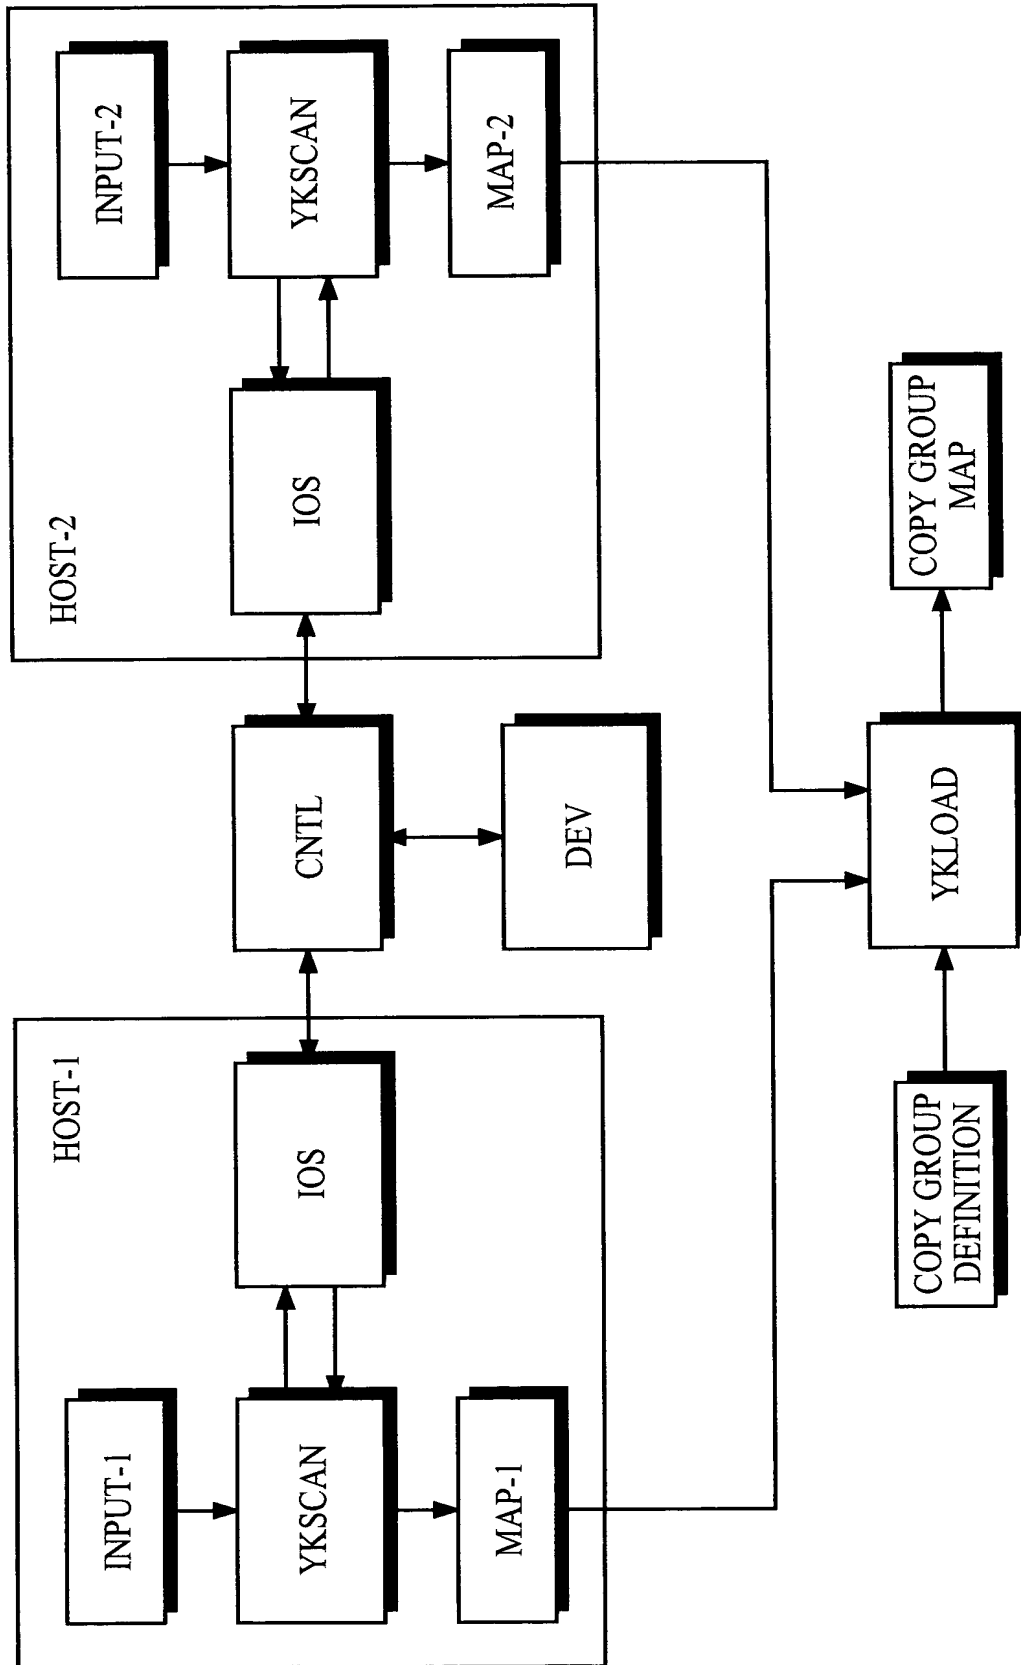 HOST-1
INPUT-1
YKSCAN
IOS
MAP-1
CNTL
DEV
HOST-2
IOS
INPUT-2
YKSCAN
MAP-2
COPY GROUP
DEFINITION
YKLOAD
COPY GROUP
MAP